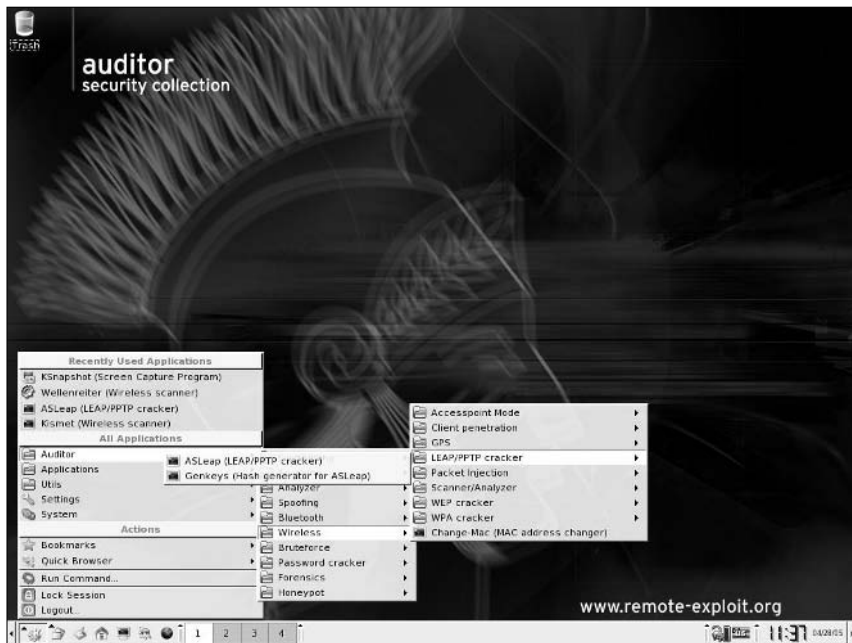 Trash
auditor
security collection
Recently Used Applications
KSnapshot (Screen Capture Program)
Wellenreiter (Wireless scanner)
ASLeap (LEAP/PPTP cracker)
Kismet (Wireless scanner)
All Applications
Auditor
Applications
Utils
Settings
System
Actions
Bookmarks
Quick Browser
Run Command...
Lock Session
Logout...
ASLeap (LEAP/PPTP cracker)
Genkeys (Hash generator for ASLeap)
Analyzer
Spoofing
Bluetooth
Wireless
Bruteforce
Password cracker
Forensics
Honeypot
Accesspoint Mode
Client penetration
GPS
LEAP/PPTP cracker
Packet Injection
Scanner/Analyzer
WEP cracker
WPA cracker
Change-Mac (MAC address changer)
www.remote-exploit.org
1 2 3 4
11:37 04/28/05